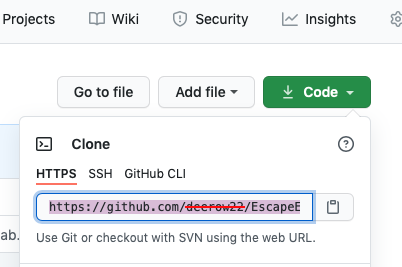 Projects Wiki Security Insights
Go to file Add file Code
Clone
HTTPS SSH GitHub CLI
https://github.com/deerow22/EscapeE
Use Git or checkout with SVN using the web URL.
ab.